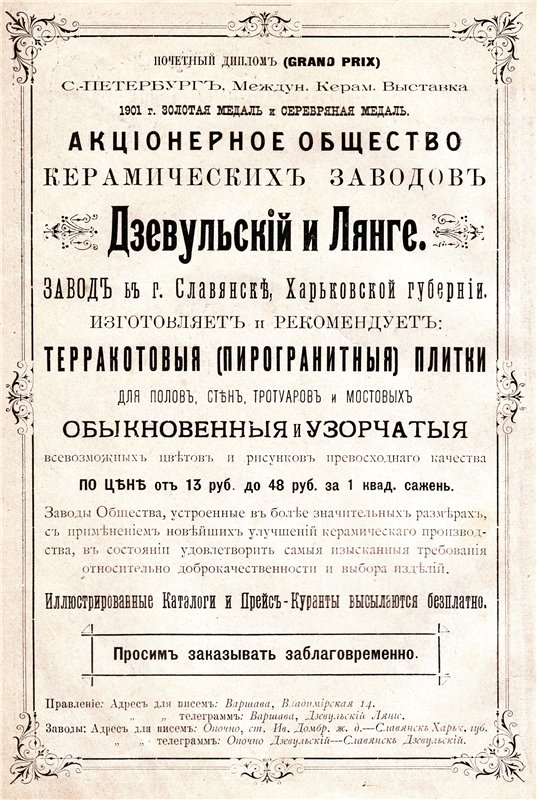 ПОЧЕТНЫЙ ДИПЛОМЪ (GRAND PRIX)
С.-ПЕТЕРБУРГЪ, Междун. Керам. Выставка
1901 г. ЗОЛОТАЯ МЕДАЛЬ и СЕРЕБРЯНАЯ МЕДАЛЬ.
АКЦІОНЕРНОЕ ОБЩЕСТВО
КЕРАМИЧЕСКИХЪ ЗАВОДОВЪ
Дзевульскій и Лянге.
ЗАВОДЪ въ г. Славянскѣ, Харьковской губерніи.
ИЗГОТОВЛЯЕТЪ и РЕКОМЕНДУЕТЪ:
ТЕРРАКОТОВЫЯ (ПИРОГРАНИТНЫЯ) ПЛИТКИ
ДЛЯ ПОЛОВЪ, СТѢНЪ, ТРОТУАРОВЪ и МОСТОВЫХЪ
ОБЫКНОВЕННЫЯ и УЗОРЧАТЫЯ
всевозможныхъ цвѣтовъ и рисунковъ превосходнаго качества
ПО ЦѢНѢ отъ 13 руб. до 48 руб. за 1 квад. сажень.
Заводы Общества, устроенные въ болѣе значительныхъ размѣрахъ,
съ примѣненіемъ новѣйшихъ улучшеній керамическаго производ-
ства, въ состояніи удовлетворить самыя изысканныя требованія
относительно доброкачественности и выбора издѣлій.
Иллюстрированные Каталоги и Прейсъ-Куранты высылаются безплатно.
Просимъ заказывать заблаговременно.
Правленіе: Адресъ для писемъ: Варшава, Владимірская 14.
„ „ телеграммъ: Варшава, Дзевульскій Лянге.
Заводы: Адресъ для писемъ: Опочно, ст. Ив. Домбр. ж. д.—Славянскъ Харьк. губ.
„ „ телеграммъ: Опочно Дзевульскій—Славянскъ Дзевульскій.